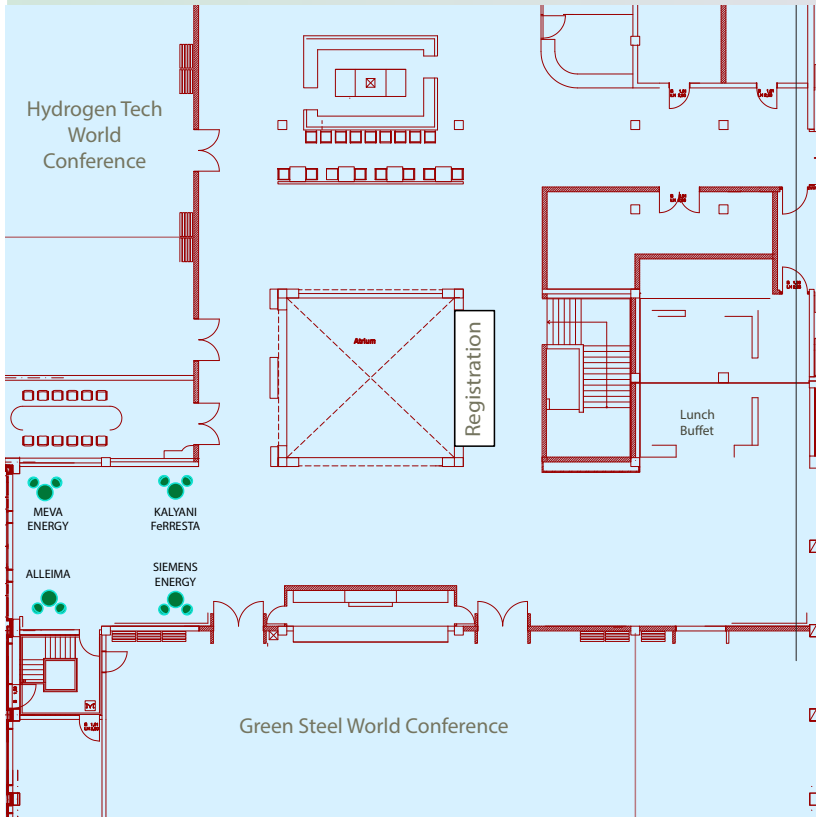 Hydrogen Tech
World
Conference
Atrium
Registration
Lunch
Buffet
MEVA
ENERGY
KALYANI
FeRRESTA
ALLEIMA
SIEMENS
ENERGY
Green Steel World Conference